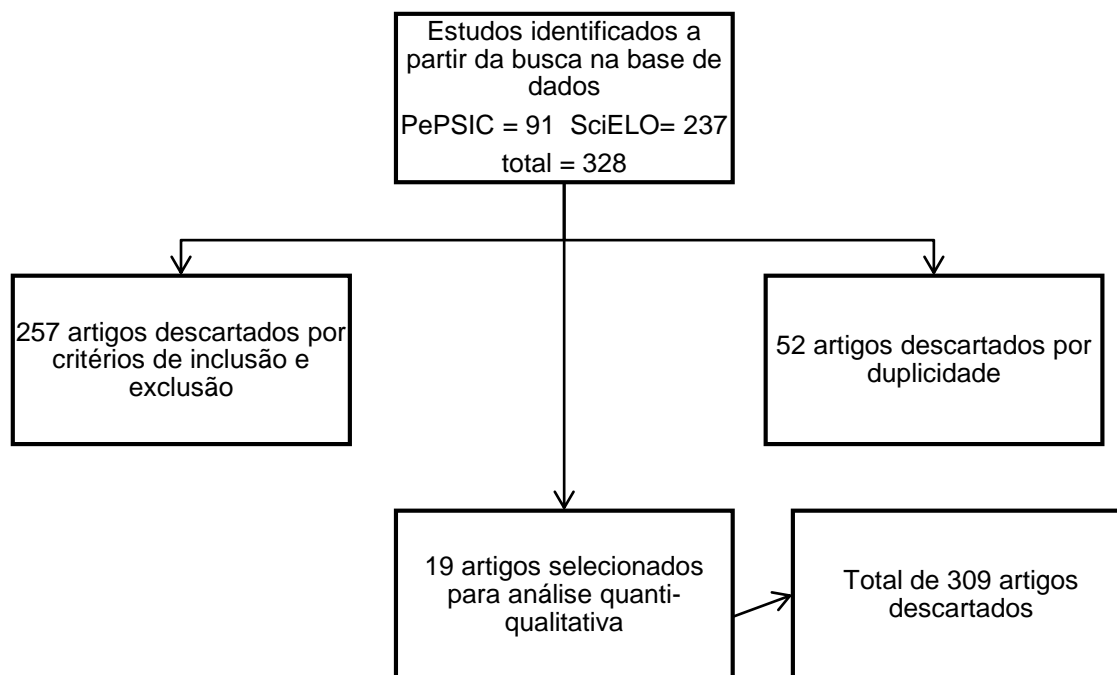 Estudos identificados a
partir da busca na base de
dados
PePSIC = 91  SciELO= 237
total = 328
257 artigos descartados por
critérios de inclusão e
exclusão
52 artigos descartados por
duplicidade
19 artigos selecionados
para análise quanti-
qualitativa
Total de 309 artigos
descartados